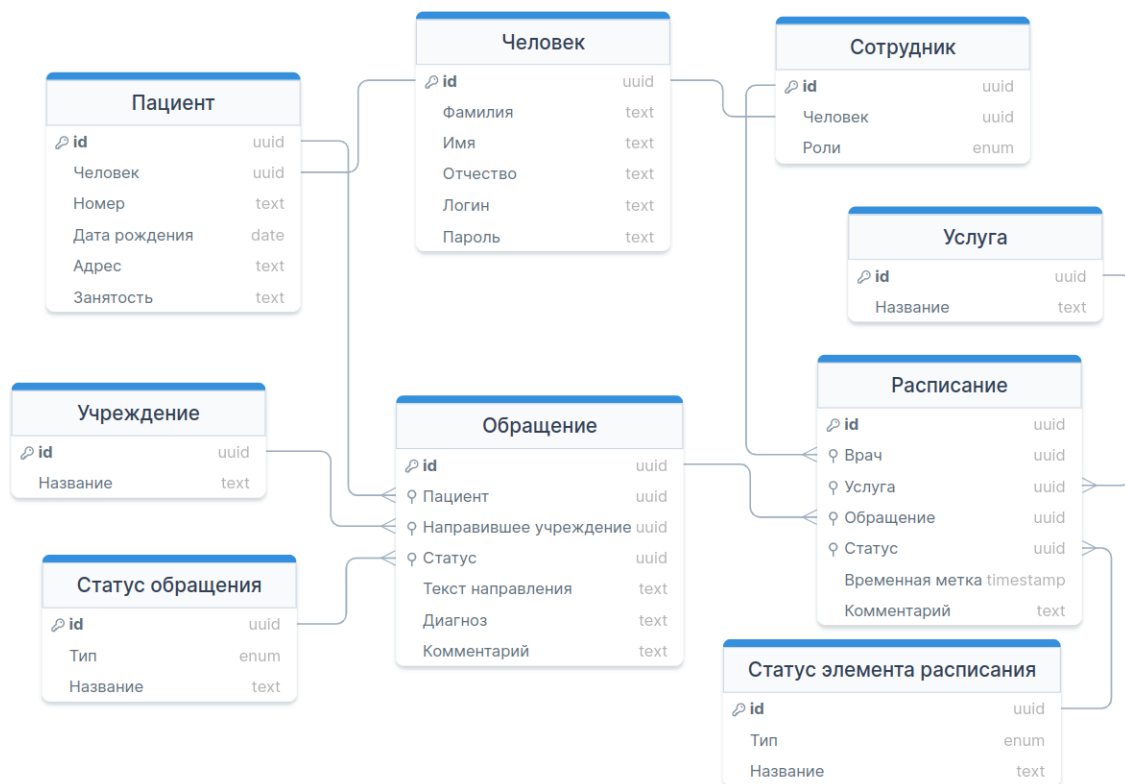 Человек
id uuid
Фамилия text
Имя text
Отчество text
Логин text
Пароль text
Сотрудник
id uuid
Человек uuid
Роли enum
Пациент
id uuid
Человек uuid
Номер text
Дата рождения date
Адрес text
Занятость text
Услуга
id uuid
Название text
Учреждение
id uuid
Название text
Обращение
id uuid
Пациент uuid
Направившее учреждение uuid
Статус uuid
Текст направления text
Диагноз text
Комментарий text
Расписание
id uuid
Врач uuid
Услуга uuid
Обращение uuid
Статус uuid
Временная метка timestamp
Комментарий text
Статус обращения
id uuid
Тип enum
Название text
Статус элемента расписания
id uuid
Тип enum
Название text